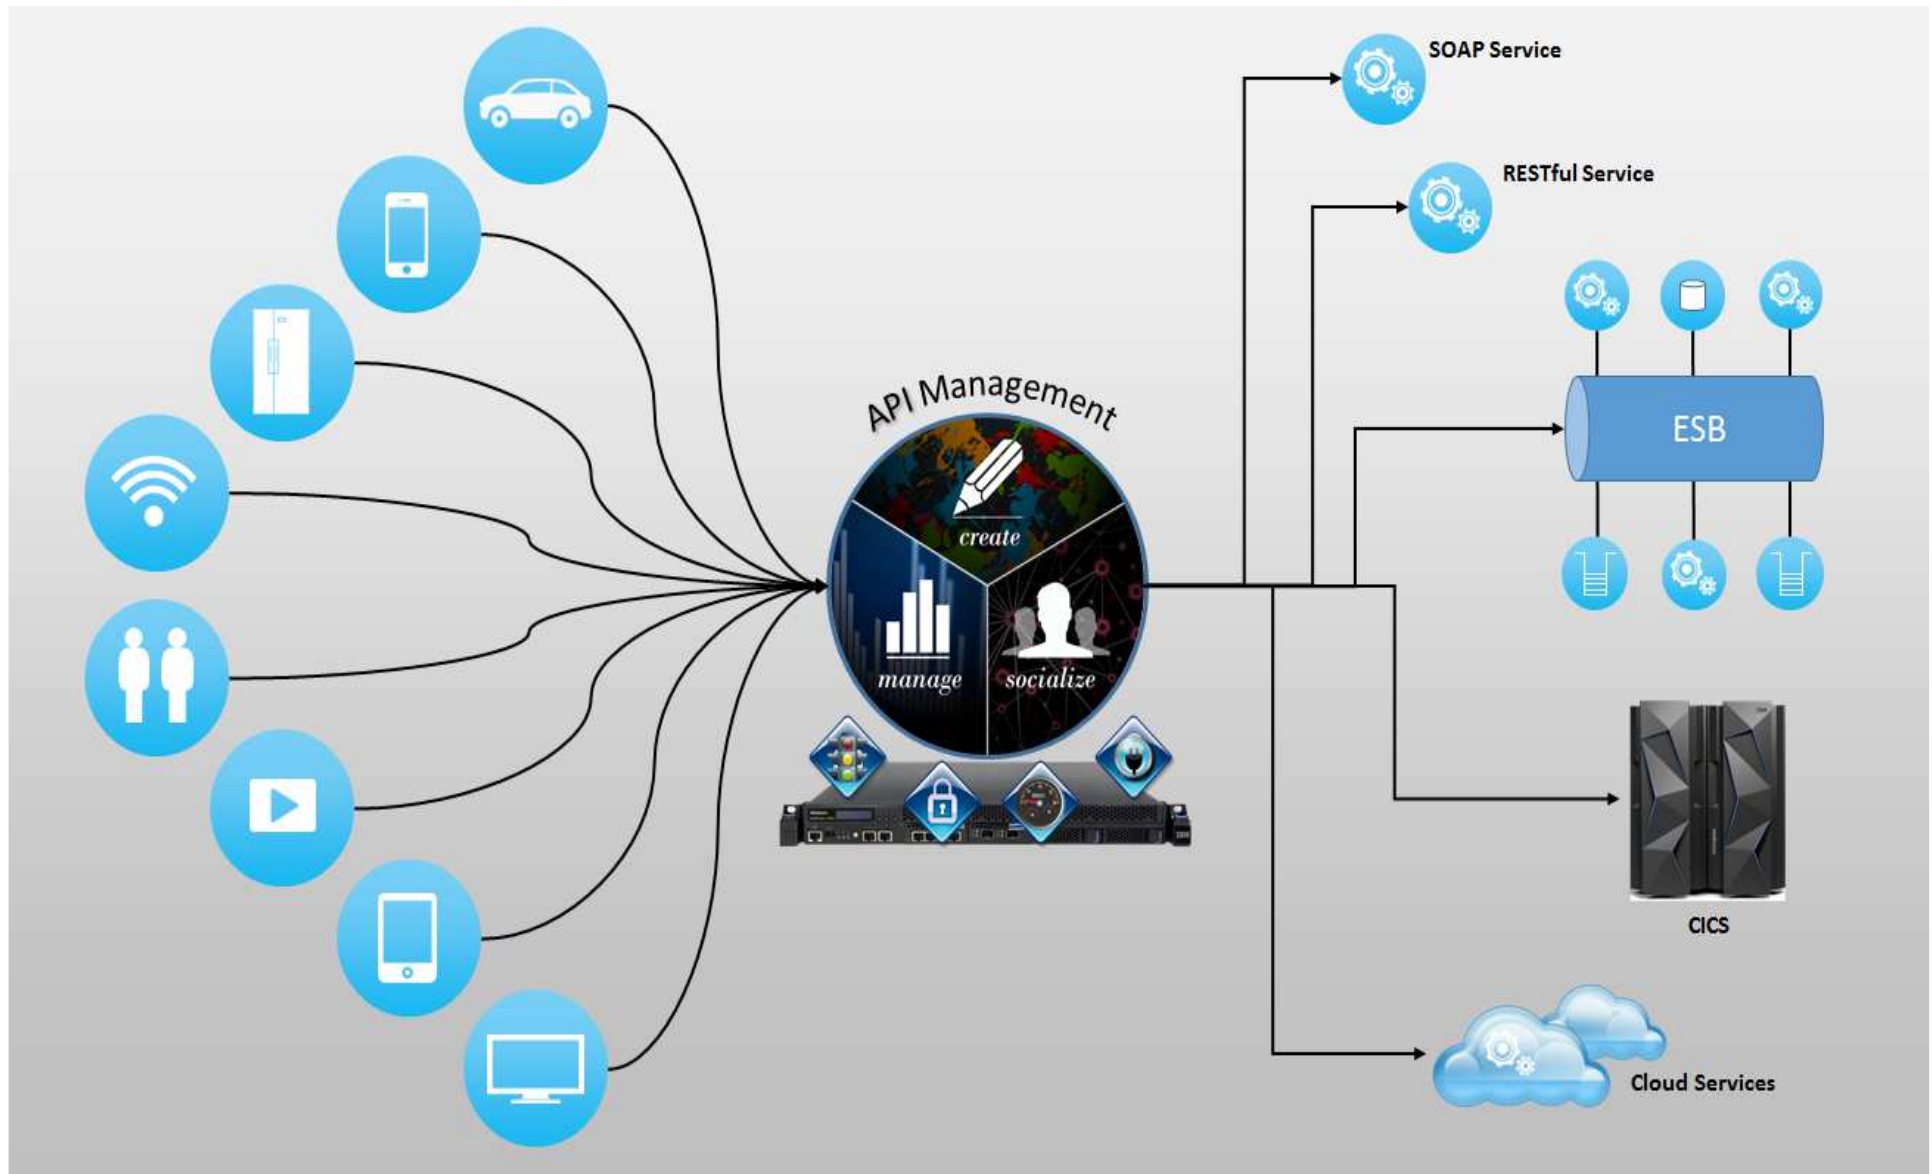 SOAP Service
RESTful Service
API Management
ESB
create
manage
socialize
CICS
Cloud Services